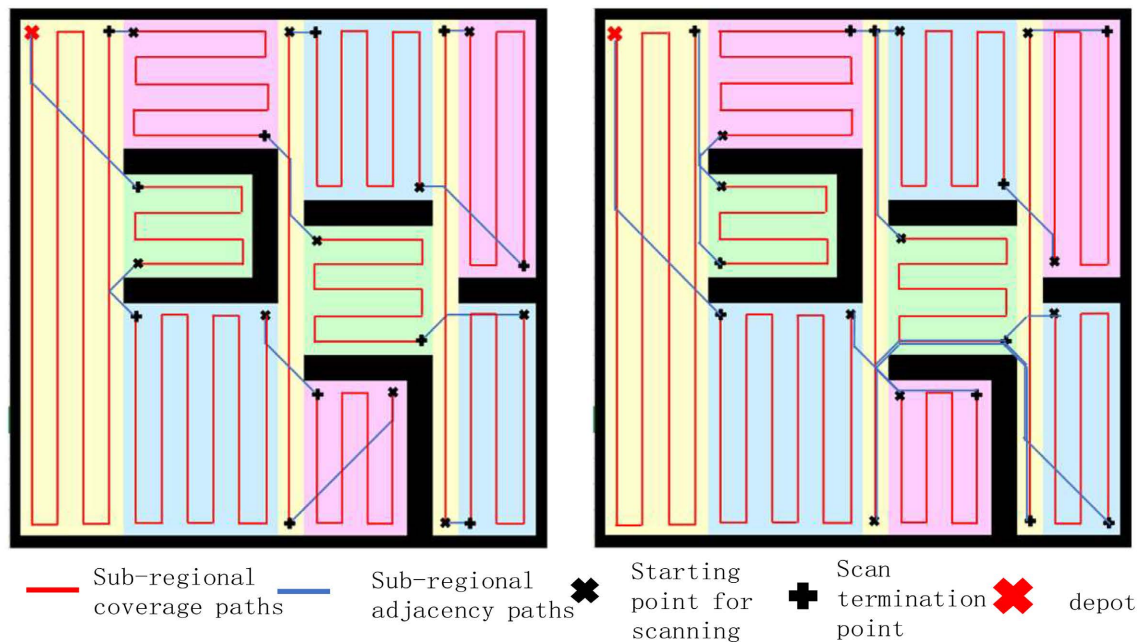 Sub-regional
coverage paths
Sub-regional
adjacency paths
Starting
point for
scanning
Scan
termination
point
depot